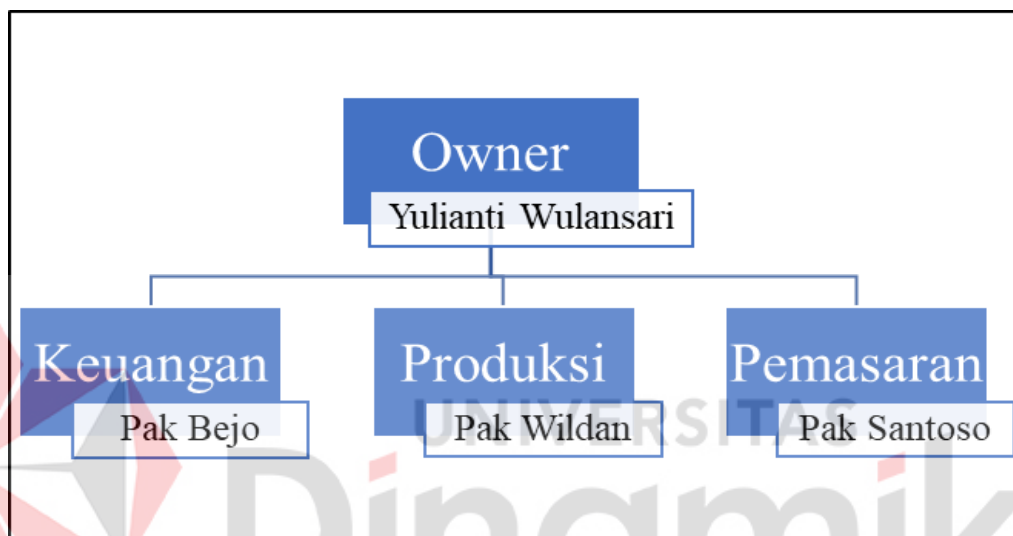 Owner
Yulianti Wulansari
Keuangan
Produksi
Pemasaran
Pak Bejo
Pak Wildan
Pak Santoso
UNIVERSITAS
Dinamik